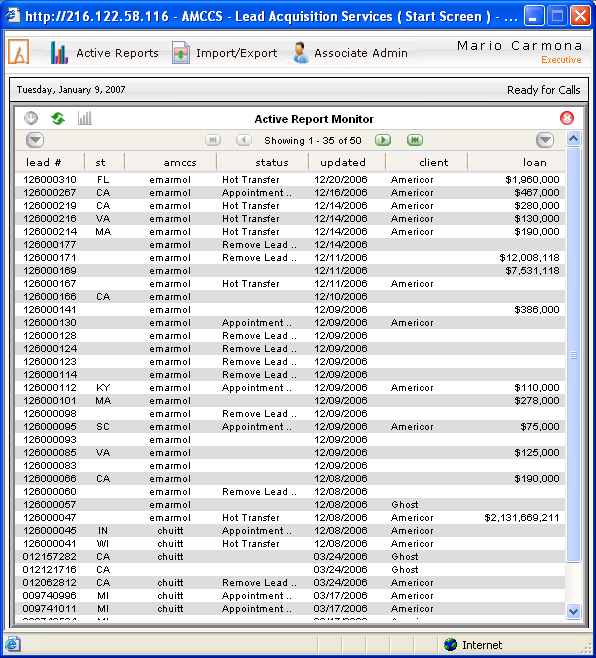 http://216.122.58.116 - AMCCS - Lead Acquisition Services ( Start Screen ) - ...
Active Reports Import/Export Associate Admin Mario Carmona
Executive
Tuesday, January 9, 2007 Ready for Calls
Active Report Monitor
Showing 1 - 35 of 50
lead # st amccs status updated client loan
126000310 FL emarmol Hot Transfer 12/20/2006 Americor $1,960,000
126000267 CA emarmol Appointment .. 12/16/2006 Americor $467,000
126000219 CA emarmol Hot Transfer 12/14/2006 Americor $280,000
126000216 VA emarmol Hot Transfer 12/14/2006 Americor $130,000
126000214 MA emarmol Hot Transfer 12/14/2006 Americor $190,000
126000177 emarmol Remove Lead .. 12/14/2006
126000171 emarmol Remove Lead .. 12/11/2006 $12,008,118
126000169 emarmol 12/11/2006 $7,531,118
126000167 emarmol Hot Transfer 12/11/2006 Americor
126000166 CA emarmol 12/10/2006
126000141 emarmol 12/09/2006 $386,000
126000130 emarmol Appointment .. 12/09/2006 Americor
126000128 emarmol Remove Lead .. 12/09/2006
126000124 emarmol Remove Lead .. 12/09/2006
126000123 emarmol Remove Lead .. 12/09/2006
126000114 emarmol Remove Lead .. 12/09/2006
126000112 KY emarmol Appointment .. 12/09/2006 Americor $110,000
126000101 MA emarmol 12/09/2006 $278,000
126000098 emarmol Remove Lead .. 12/09/2006
126000095 SC emarmol Appointment .. 12/09/2006 Americor $75,000
126000093 emarmol 12/09/2006
126000085 VA emarmol 12/09/2006 $125,000
126000083 emarmol 12/09/2006
126000066 CA emarmol 12/08/2006 $190,000
126000060 emarmol Remove Lead .. 12/08/2006
126000057 emarmol 12/08/2006 Ghost
126000047 emarmol Hot Transfer 12/08/2006 Americor $2,131,669,211
126000045 IN chuitt Appointment .. 12/08/2006 Americor
126000041 WI chuitt Hot Transfer 12/08/2006 Americor
012157282 CA chuitt 03/24/2006 Ghost
012121716 CA 03/24/2006 Ghost
012062812 CA chuitt Remove Lead .. 03/24/2006 Americor
009740996 MI chuitt Appointment .. 03/17/2006 Americor
009741011 MI chuitt Appointment .. 03/17/2006 Americor
Internet